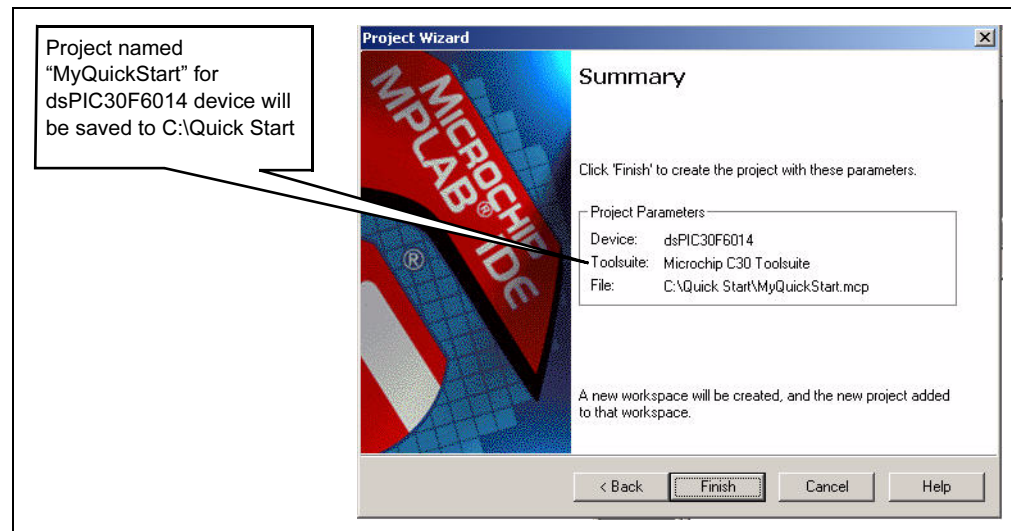 Project named
“MyQuickStart” for
dsPIC30F6014 device will
be saved to C:\Quick Start
Project Wizard
MICROCHIP
MPLAB® IDE
®
Summary
Click 'Finish' to create the project with these parameters.
Project Parameters
Device: dsPIC30F6014
Toolsuite: Microchip C30 Toolsuite
File: C:\Quick Start\MyQuickStart.mcp
A new workspace will be created, and the new project added
to that workspace.
< Back Finish Cancel Help